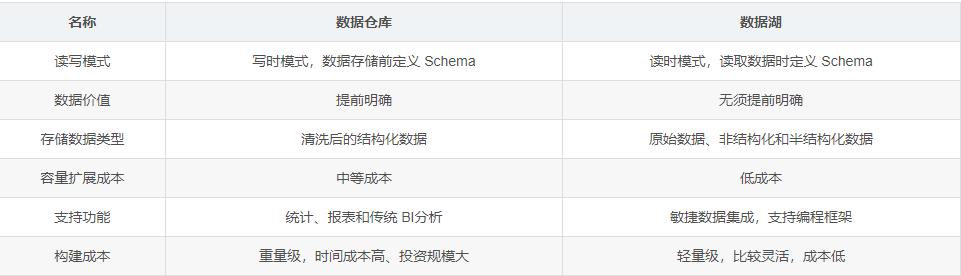 名称 数据仓库 数据湖
读写模式 写时模式，数据存储前定义 Schema 读时模式，读取数据时定义 Schema
数据价值 提前明确 无须提前明确
存储数据类型 清洗后的结构化数据 原始数据、非结构化和半结构化数据
容量扩展成本 中等成本 低成本
支持功能 统计、报表和传统 BI分析 敏捷数据集成，支持编程框架
构建成本 重量级，时间成本高、投资规模大 轻量级，比较灵活，成本低